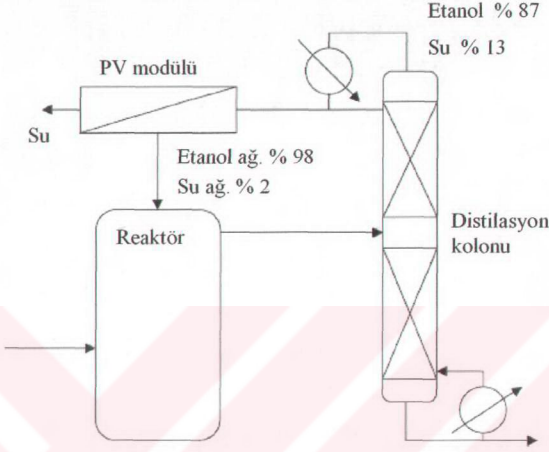 Etanol % 87
Su % 13
PV modülü
Su
Etanol ağ. % 98
Su ağ. % 2
Reaktör
Distilasyon
kolonu